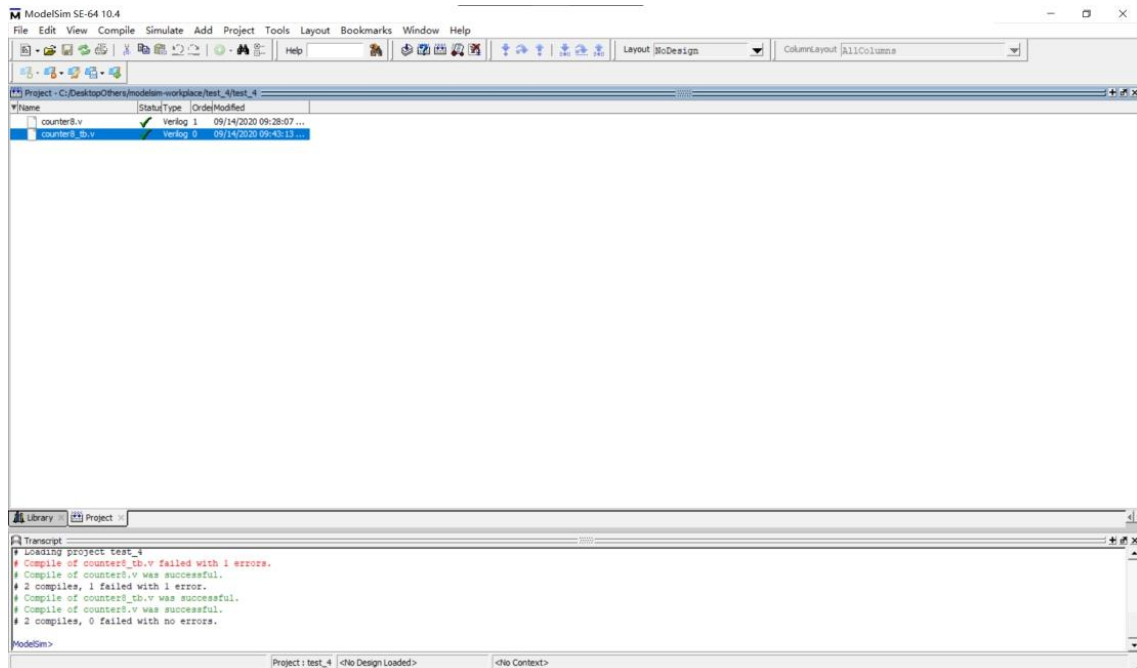 ModelSim SE-64 10.4
File Edit View Compile Simulate Add Project Tools Layout Bookmarks Window Help
Help Layout NoDesign ColumnLayout AllColumns
Project - C:/DesktopOthers/modelsim-workplace/test_4/test_4
Name Statu Type Orde Modified
counter8.v Verilog 1 09/14/2020 09:28:07 ...
counter8_tb.v Verilog 0 09/14/2020 09:43:13 ...
Library Project
Transcript
# Loading project test_4
# Compile of counter8_tb.v failed with 1 errors.
# Compile of counter8.v was successful.
# 2 compiles, 1 failed with 1 error.
# Compile of counter8_tb.v was successful.
# Compile of counter8.v was successful.
# 2 compiles, 0 failed with no errors.
ModelSim>
Project : test_4 <No Design Loaded> <No Context>